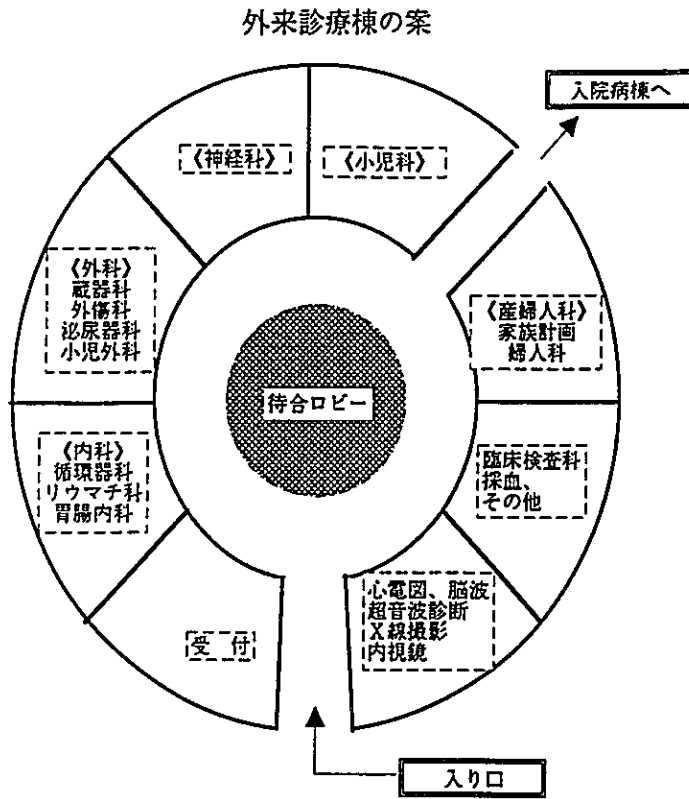 外来診療棟の案
入院病棟へ
《神経科》
《小児科》
《外科》
蔵器科
外傷科
泌尿器科
小児外科
《産婦人科》
家族計画
婦人科
待合ロビー
《内科》
循環器科
リウマチ科
胃腸内科
臨床検査科
採血、
その他
心電図、脳波
超音波診断
X線撮影
内視鏡
受 付
入り口